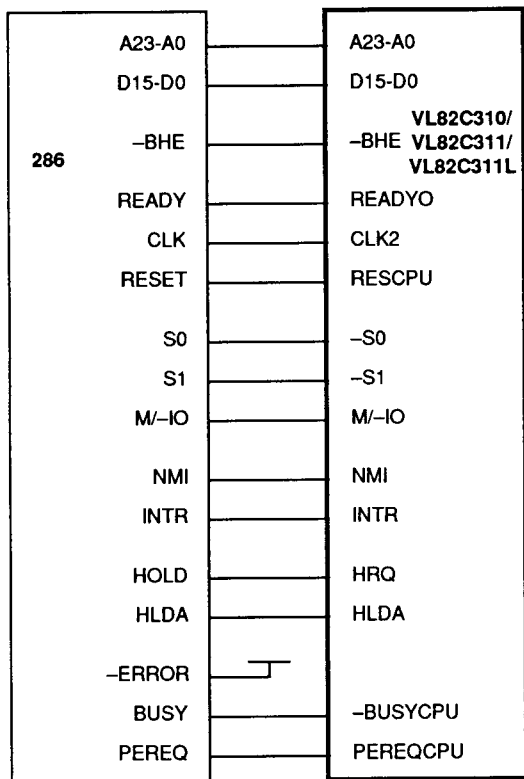 A23-A0 A23-A0
D15-D0 D15-D0
VL82C310/
–BHE –BHE VL82C311/
286 VL82C311L
READY READYO
CLK CLK2
RESET RESCPU
S0 –S0
S1 –S1
M/–IO M/–IO
NMI NMI
INTR INTR
HOLD HRQ
HLDA HLDA
–ERROR
BUSY –BUSYCPU
PEREQ PEREQCPU